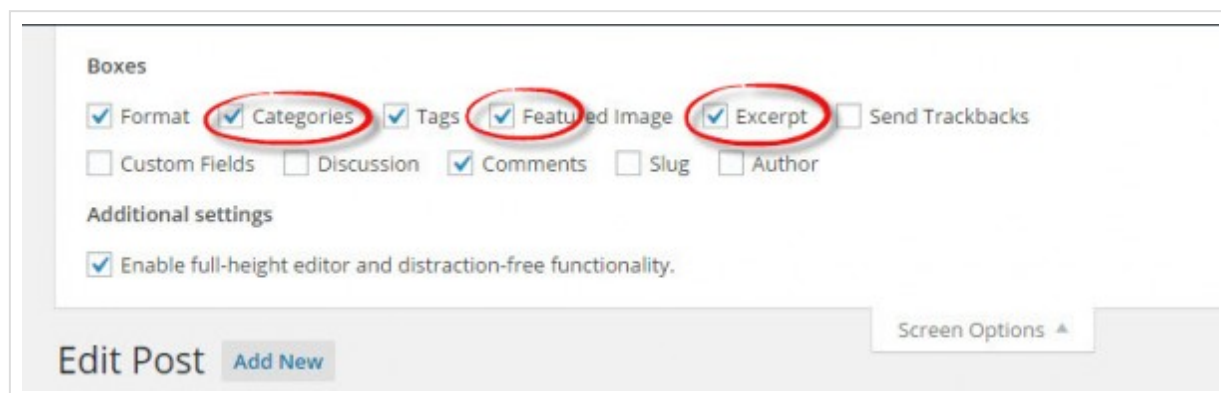 Boxes
Format Categories Tags Featured Image Excerpt Send Trackbacks
Custom Fields Discussion Comments Slug Author
Additional settings
Enable full-height editor and distraction-free functionality.
Screen Options
Edit Post Add New